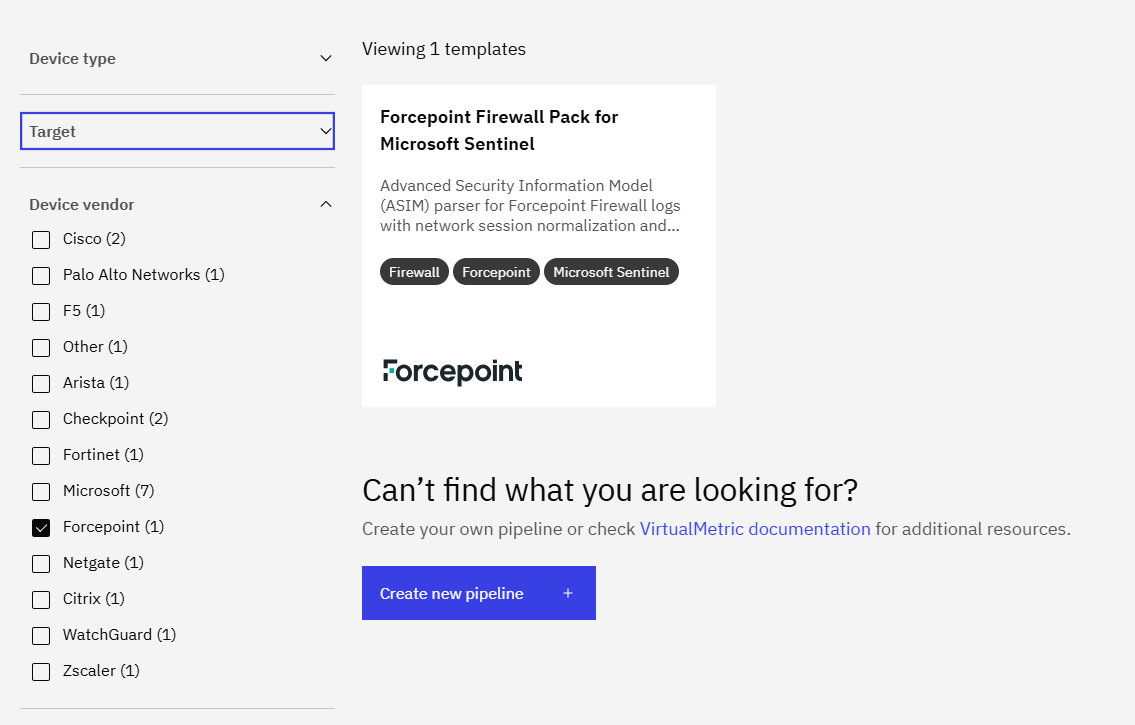 Device type
Target
Device vendor
Cisco (2)
Palo Alto Networks (1)
F5 (1)
Other (1)
Arista (1)
Checkpoint (2)
Fortinet (1)
Microsoft (7)
Forcepoint (1)
Netgate (1)
Citrix (1)
WatchGuard (1)
Zscaler (1)
Viewing 1 templates
Forcepoint Firewall Pack for
Microsoft Sentinel
Advanced Security Information Model
(ASIM) parser for Forcepoint Firewall logs
with network session normalization and...
Firewall Forcepoint Microsoft Sentinel
Forcepoint
Can’t find what you are looking for?
Create your own pipeline or check VirtualMetric documentation for additional resources.
Create new pipeline +